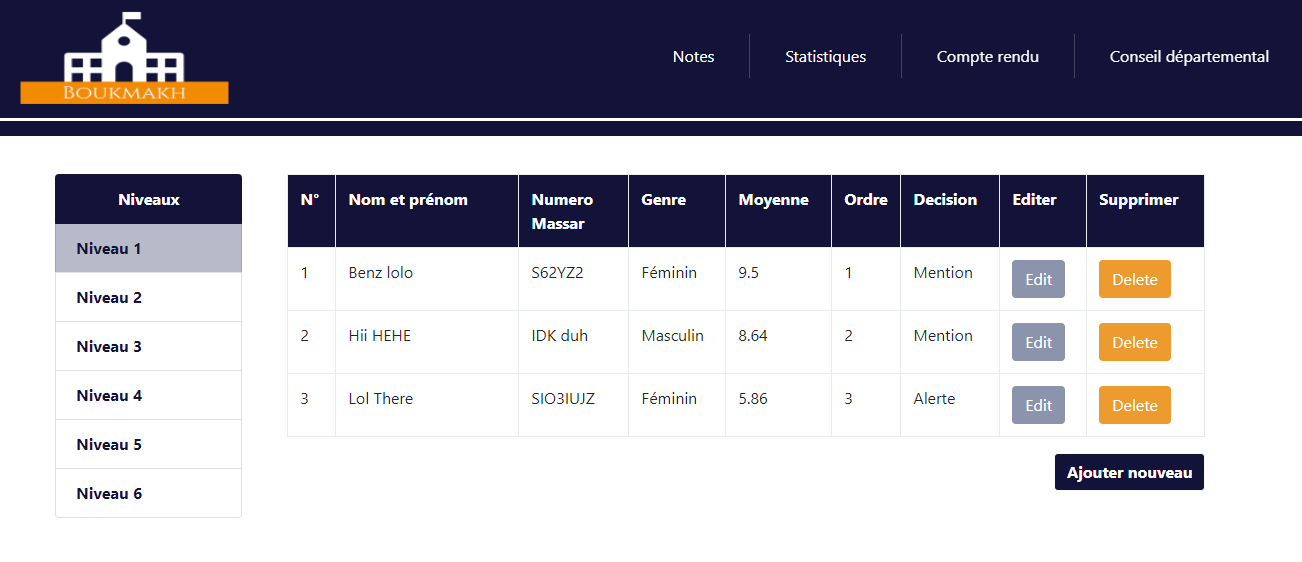 BOUKMAKH
Notes
Statistiques
Compte rendu
Conseil départemental
Niveaux
Niveau 1
Niveau 2
Niveau 3
Niveau 4
Niveau 5
Niveau 6
N° Nom et prénom Numero Massar Genre Moyenne Ordre Decision Editer Supprimer
1 Benz lolo S62YZ2 Féminin 9.5 1 Mention Edit Delete
2 Hii HEHE IDK duh Masculin 8.64 2 Mention Edit Delete
3 Lol There SIO3IUJZ Féminin 5.86 3 Alerte Edit Delete
Ajouter nouveau